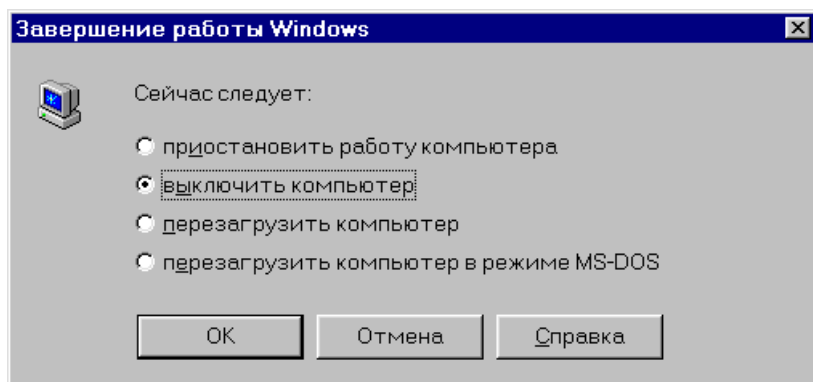 Завершение работы Windows
Сейчас следует:
приостановить работу компьютера
выключить компьютер
перезагрузить компьютер
перезагрузить компьютер в режиме MS-DOS
OK Отмена Справка